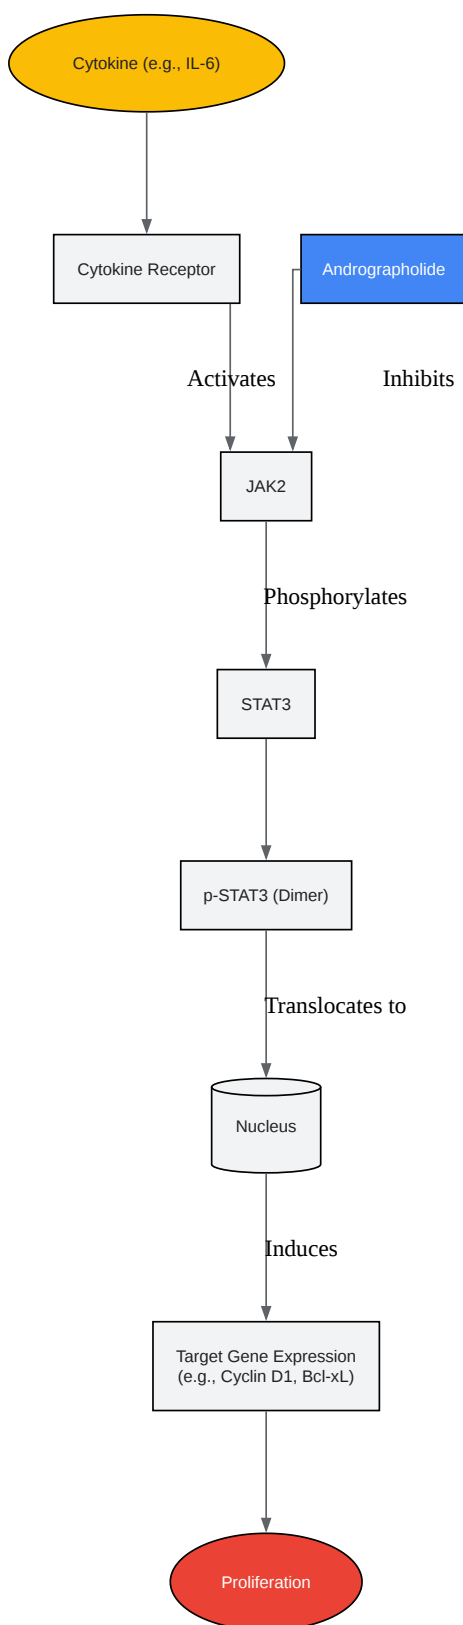 Cytokine (e.g., IL-6)
Cytokine Receptor
Andrographolide
Activates
Inhibits
JAK2
Phosphorylates
STAT3
p-STAT3 (Dimer)
Translocates to
Nucleus
Induces
Target Gene Expression
(e.g., Cyclin D1, Bcl-xL)
Proliferation